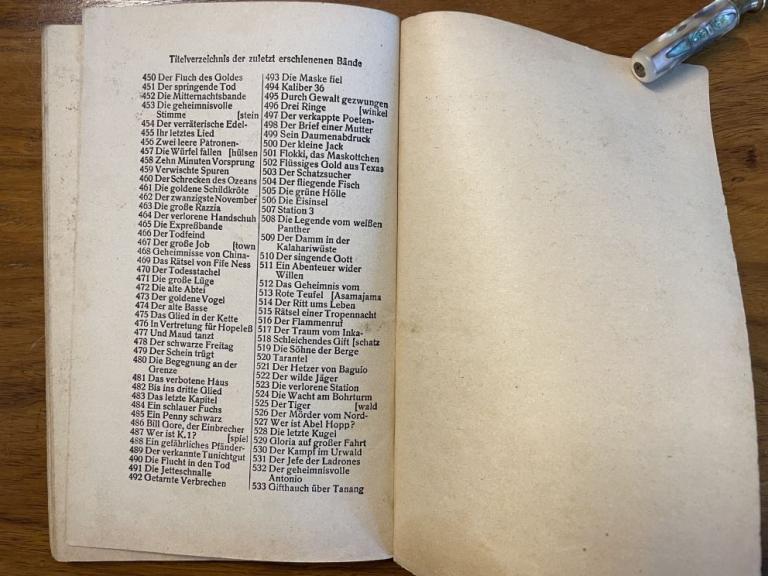 Titelverzeichnis der zuletzt erschienenen Bände
450 Der Fluch des Goldes
451 Der springende Tod
452 Die Mitternachtsbande
453 Die geheimnisvolle
Stimme [stein
454 Der verräterische Edel-
455 Ihr letztes Lied
456 Zwei leere Patronen-
457 Die Würfel fallen [hülsen
458 Zehn Minuten Vorsprung
459 Verwischte Spuren
460 Der Schrecken des Ozeans
461 Die goldene Schildkröte
462 Der zwanzigste November
463 Die große Razzia
464 Der verlorene Handschuh
465 Die Expreßbande
466 Der Todfeind
467 Der große Job [town
468 Geheimnisse von China-
469 Das Rätsel von Fife Ness
470 Der Todesstachel
471 Die große Lüge
472 Die alte Abtei
473 Der goldene Vogel
474 Der alte Basse
475 Das Glied in der Kette
476 In Vertretung für Hopeleß
477 Und Maud tanzt
478 Der schwarze Freitag
479 Der Schein trügt
480 Die Begegnung an der
Grenze
481 Das verbotene Haus
482 Bis ins dritte Glied
483 Das letzte Kapitel
484 Ein schlauer Fuchs
485 Ein Penny schwarz
486 Bill Gore, der Einbrecher
487 Wer ist K.1? [spiel
488 Ein gefährliches Pfänder-
489 Der verkannte Tunichtgut
490 Die Flucht in den Tod
491 Die Jetteschnalle
492 Getarnte Verbrechen
493 Die Maske fiel
494 Kaliber 36
495 Durch Gewalt gezwungen
496 Drei Ringe [winkel
497 Der verkappte Poeten-
498 Der Brief einer Mutter
499 Sein Daumenabdruck
500 Der kleine Jack
501 Flokki, das Maskottchen
502 Flüssiges Gold aus Texas
503 Der Schatzsucher
504 Der fliegende Fisch
505 Die grüne Hölle
506 Die Eisinsel
507 Station 3
508 Die Legende vom weißen
Panther
509 Der Damm in der
Kalahariwüste
510 Der singende Gott
511 Ein Abenteuer wider
Willen
512 Das Geheimnis vom
513 Rote Teufel [Asamajama
514 Der Ritt ums Leben
515 Rätsel einer Tropennacht
516 Der Flammenruf
517 Der Traum vom Inka-
518 Schleichendes Gift [schatz
519 Die Söhne der Berge
520 Tarantel
521 Der Hetzer von Baguio
522 Der wilde Jäger
523 Die verlorene Station
524 Die Wacht am Bohrturm
525 Der Tiger [wald
526 Der Mörder vom Nord-
527 Wer ist Abel Hopp?
528 Die letzte Kugel
529 Gloria auf großer Fahrt
530 Der Kampf im Urwald
531 Der Jefe der Ladrones
532 Der geheimnisvolle
Antonio
533 Gifthauch über Tanang